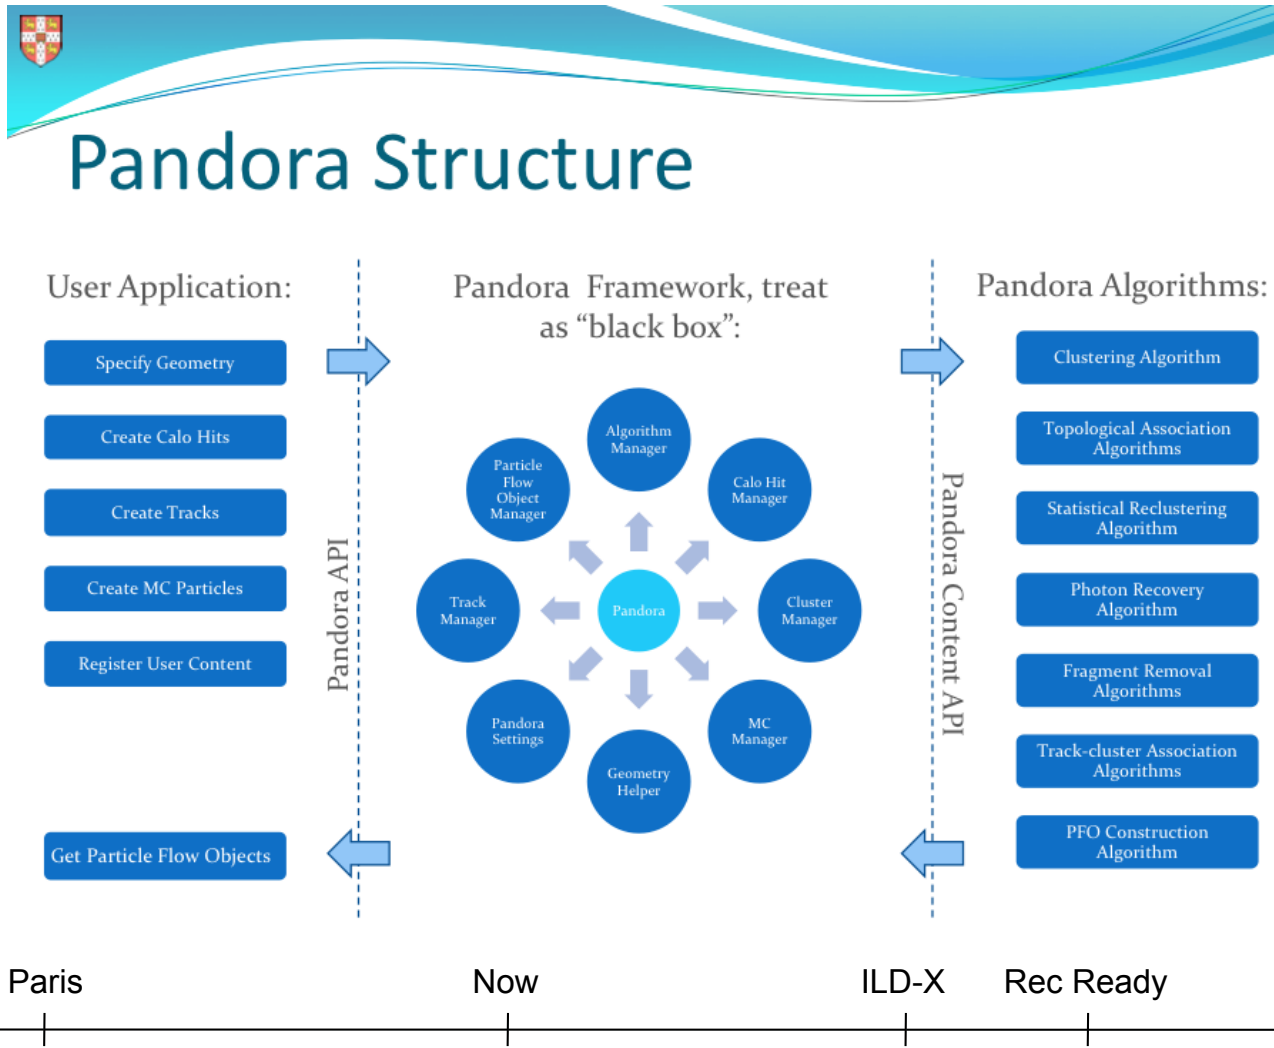 Pandora Structure
User Application:
Specify Geometry
Create Calo Hits
Create Tracks
Create MC Particles
Register User Content
Get Particle Flow Objects
Pandora API
Pandora Framework, treat
as “black box”:
Algorithm
Manager
Calo Hit
Manager
Cluster
Manager
MC
Manager
Geometry
Helper
Pandora
Settings
Track
Manager
Particle
Flow
Object
Manager
Pandora
Pandora Content API
Pandora Algorithms:
Clustering Algorithm
Topological Association
Algorithms
Statistical Reclustering
Algorithm
Photon Recovery
Algorithm
Fragment Removal
Algorithms
Track-cluster Association
Algorithms
PFO Construction
Algorithm
Paris
Now
ILD-X
Rec Ready